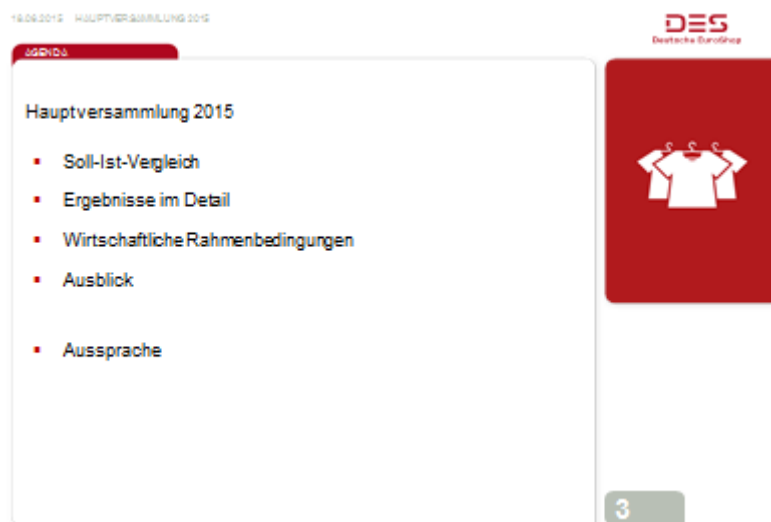 18.06.2015 HAUPTVERSAMMLUNG 2015
DES
Deutsche EuroShop
AGENDA
Hauptversammlung 2015
▪ Soll-Ist-Vergleich
▪ Ergebnisse im Detail
▪ Wirtschaftliche Rahmenbedingungen
▪ Ausblick
▪ Aussprache
3